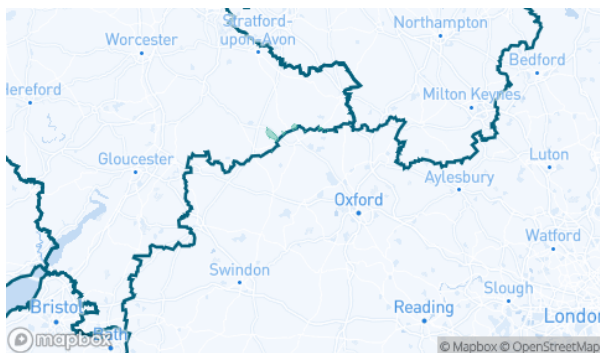 Stratford-
upon-Avon
Northampton
Worcester
Bedford
Hereford
Milton Keynes
Gloucester
Luton
Aylesbury
Oxford
Watford
Swindon
Slough
Bristol
Reading
London
Bath
mapbox
© Mapbox © OpenStreetMap